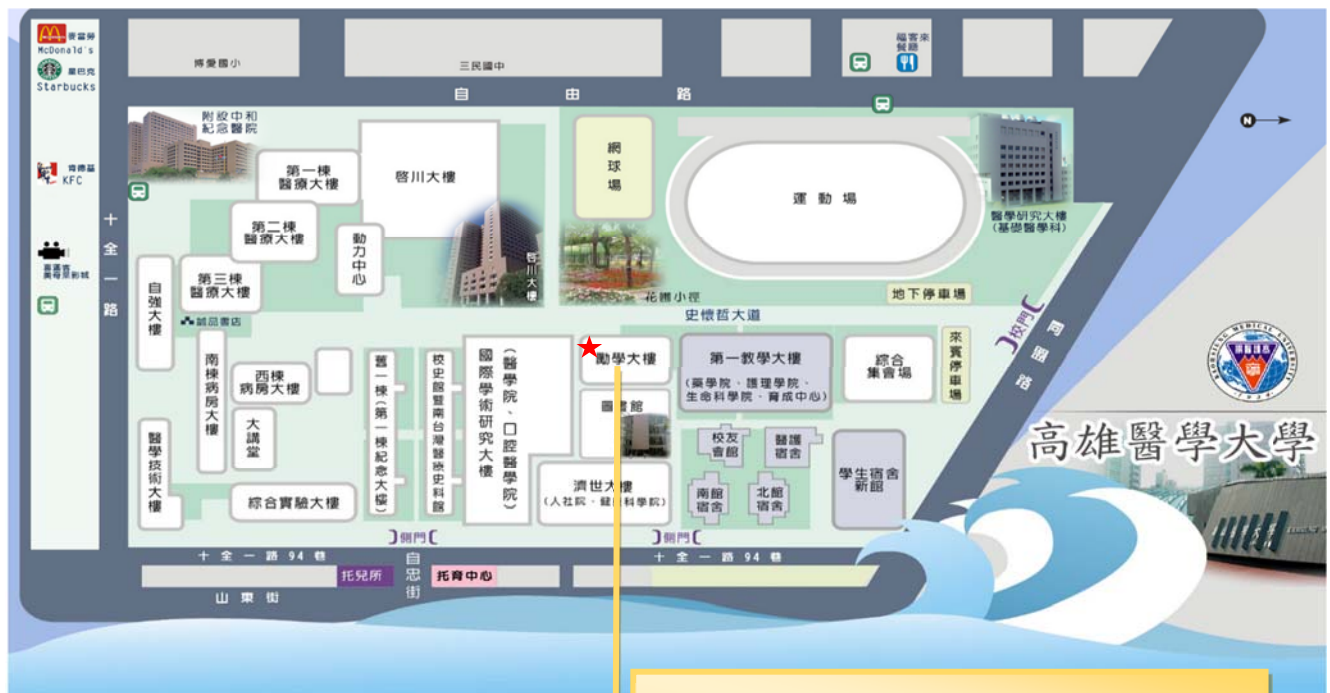 麥當勞
McDonald's
星巴克
Starbucks
肯德基
KFC
十全一路
博愛國小
三民國中
福客來
餐廳
自由路
N
附設中和
紀念醫院
第一棟
醫療大樓
啓川大樓
網球場
運動場
醫學研究大樓
(基礎醫學科)
第二棟
醫療大樓
動力中心
啓川大樓
第三棟
醫療大樓
自強大樓
花圃小徑
地下停車場
史懷哲大道
校門
同盟路
誠品書店
南棟病房大樓
西棟
病房大樓
大講堂
舊一棟(第一棟紀念大樓)
校史館暨南台灣醫療史料館
(醫學院、口腔醫學院)
國際學術研究大樓
勵學大樓
圖書館
第一教學大樓
(藥學院、護理學院、
生命科學院、育成中心)
綜合
集會場
來賓停車場
KAOHSIUNG MEDICAL UNIVERSITY
1954
高雄醫學大學
醫學技術大樓
綜合實驗大樓
濟世大樓
(人社院、健康科學院)
校友
會館
醫護
宿舍
南館
宿舍
北館
宿舍
學生宿舍
新館
側門
側門
十全一路94巷
自忠街
十全一路94巷
托兒所
托育中心
山東街